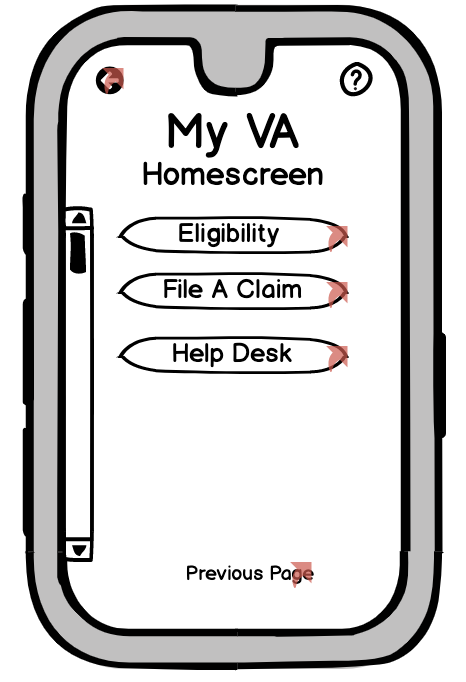 ?
My VA
Homescreen
Eligibility
File A Claim
Help Desk
Previous Page